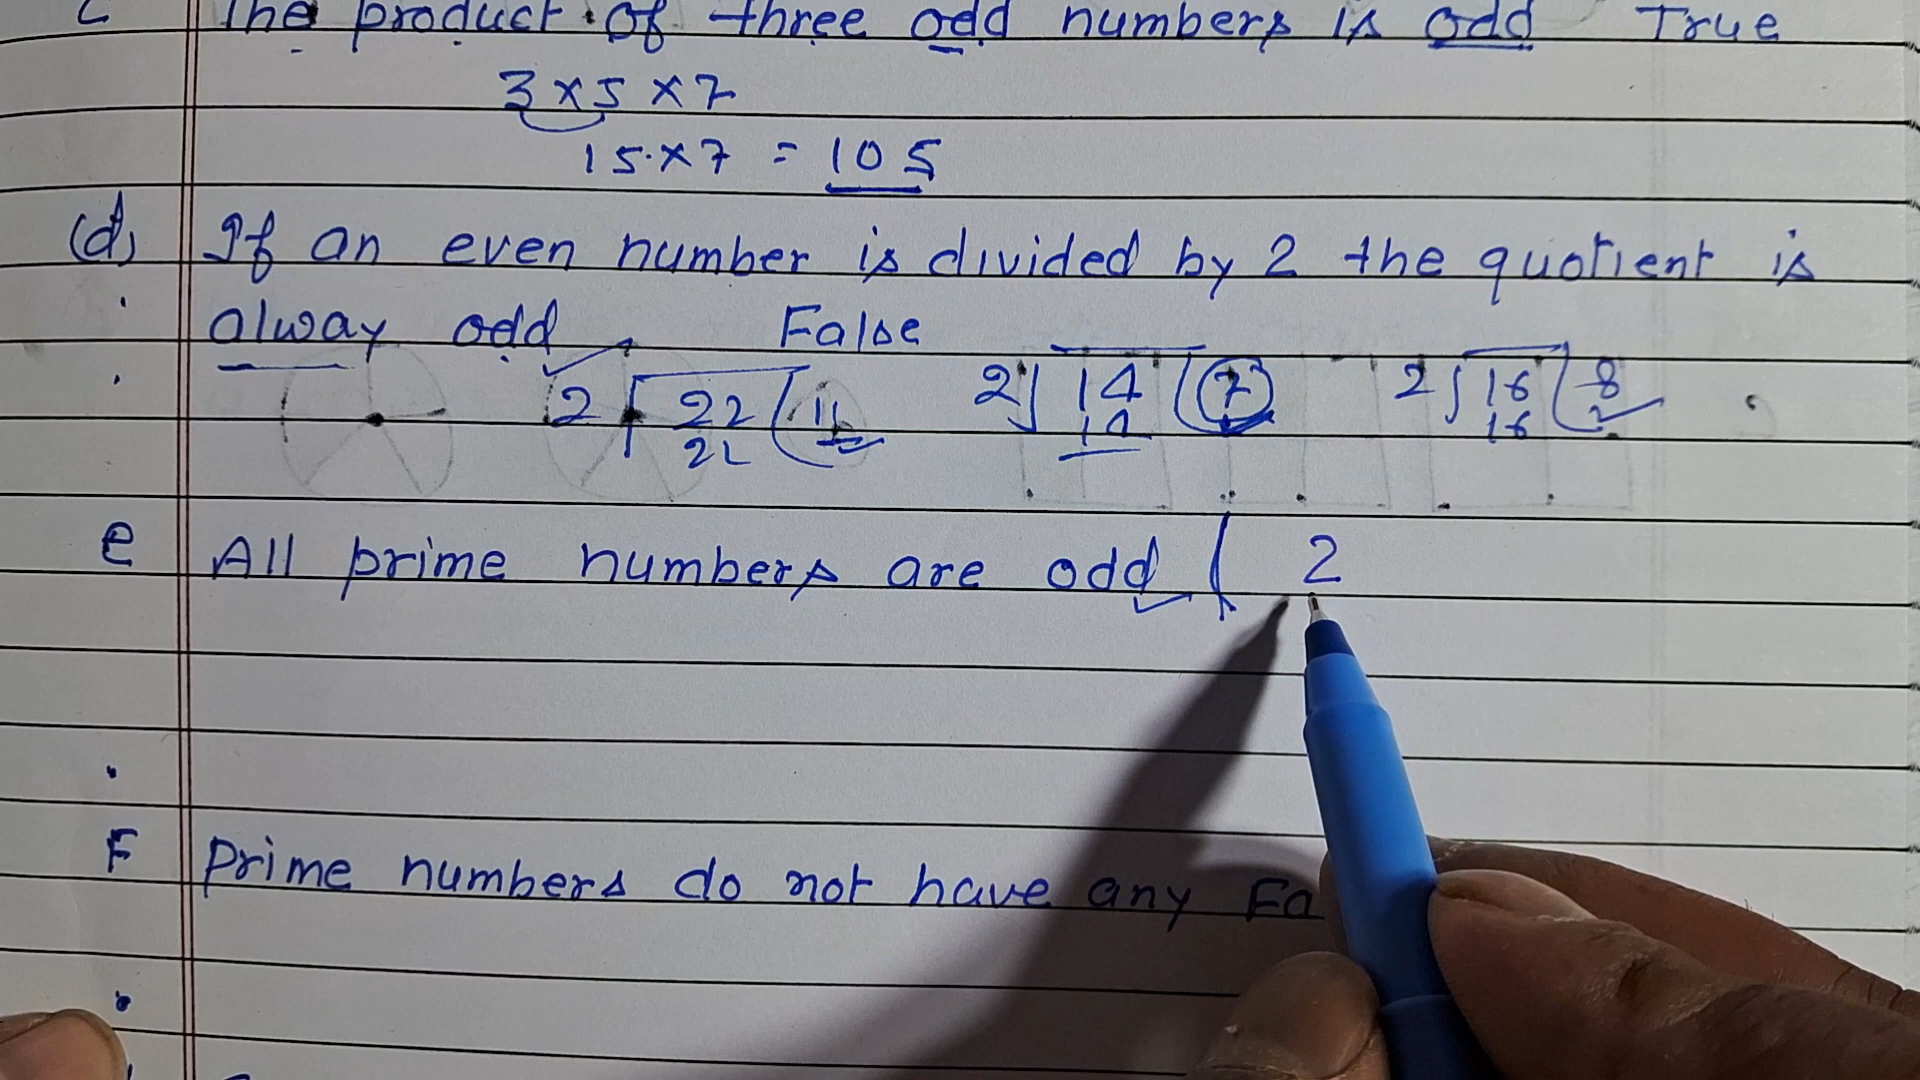 c The product of three odd numbers is odd True
3 x 5 x 7
15 x 7 = 105
(d) If an even number is divided by 2 the quotient is
alway odd False
2 22 11 2 14 7 2 16 8
22 14 16
e All prime numbers are odd ( 2
F Prime numbers do not have any Fa